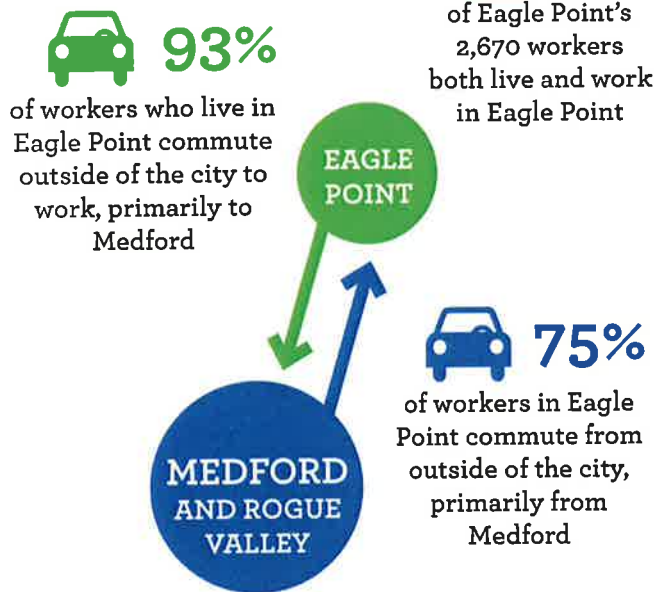 93%
of workers who live in
Eagle Point commute
outside of the city to
work, primarily to
Medford
of Eagle Point's
2,670 workers
both live and work
in Eagle Point
EAGLE
POINT
75%
of workers in Eagle
Point commute from
outside of the city,
primarily from
Medford
MEDFORD
AND ROGUE
VALLEY